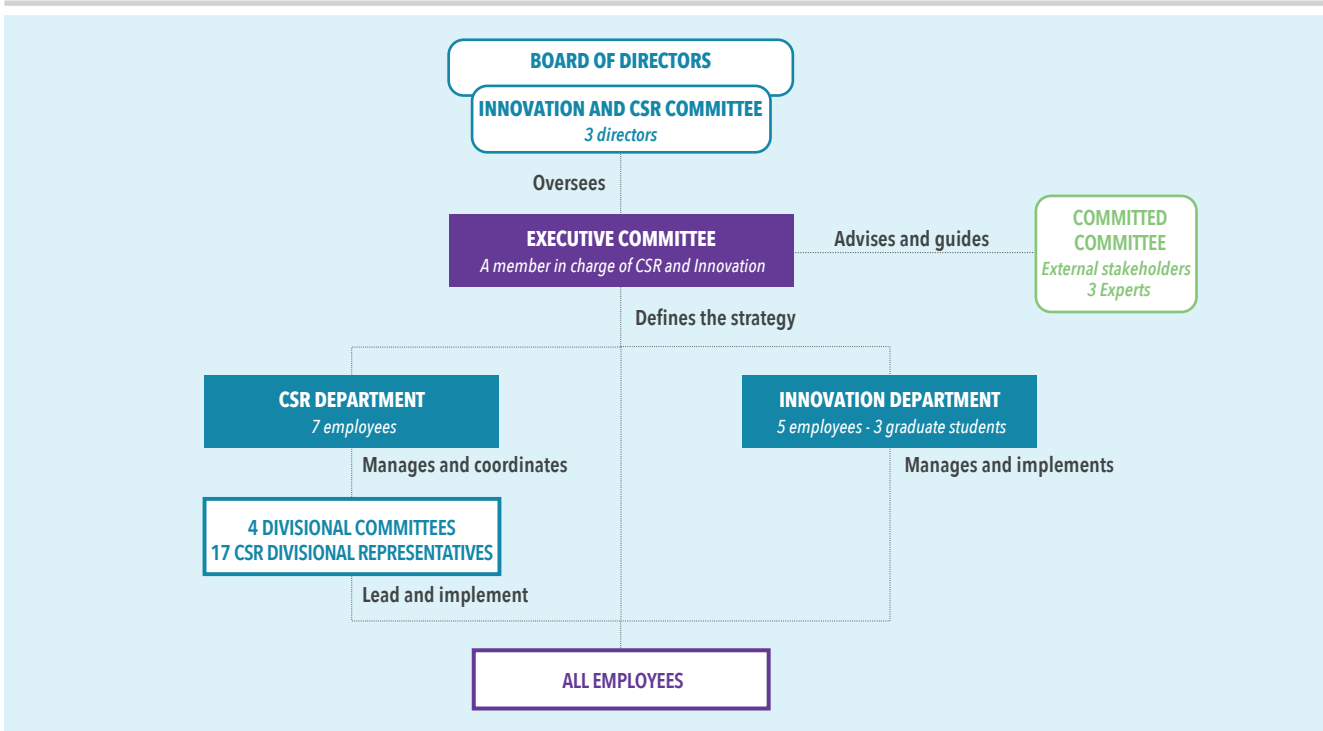 BOARD OF DIRECTORS
INNOVATION AND CSR COMMITTEE
3 directors
Oversees
EXECUTIVE COMMITTEE
A member in charge of CSR and Innovation
Advises and guides
COMMITTED
COMMITTEE
External stakeholders
3 Experts
Defines the strategy
CSR DEPARTMENT
7 employees
INNOVATION DEPARTMENT
5 employees - 3 graduate students
Manages and coordinates
Manages and implements
4 DIVISIONAL COMMITTEES
17 CSR DIVISIONAL REPRESENTATIVES
Lead and implement
ALL EMPLOYEES